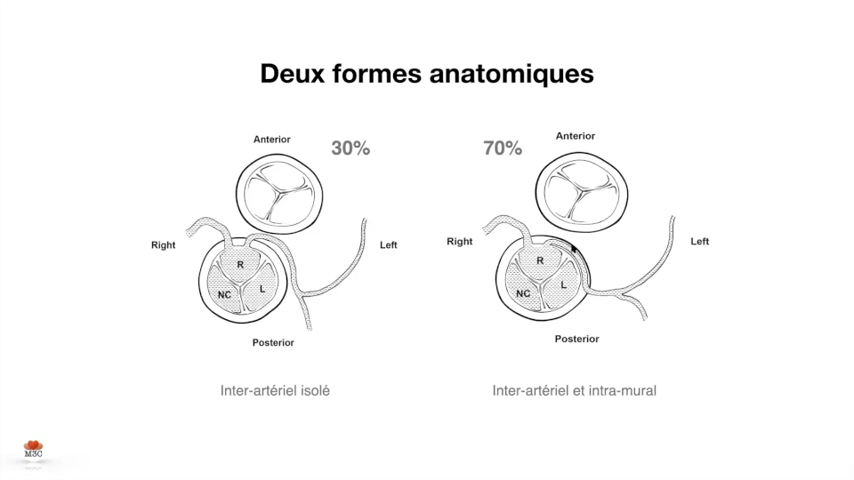 Deux formes anatomiques
Anterior
30%
Right
Left
R
NC
L
Posterior
Inter-artériel isolé
70%
Anterior
Right
Left
R
NC
L
Posterior
Inter-artériel et intra-mural
M3C